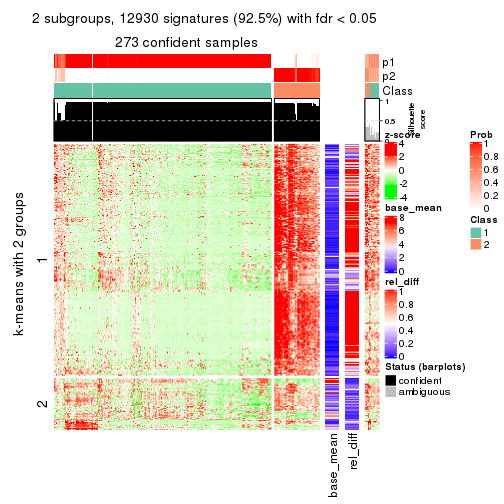 2 subgroups, 12930 signatures (92.5%) with fdr < 0.05
273 confident samples
p1
p2
Class
1
0.5
0
Silhouette
score
k-means with 2 groups
1
2
base_mean
rel_diff
z-score
4
2
0
-2
-4
base_mean
8
6
4
2
0
rel_diff
1
0.8
0.6
0.4
0.2
0
Status (barplots)
confident
ambiguous
Prob
1
0.8
0.6
0.4
0.2
0
Class
1
2